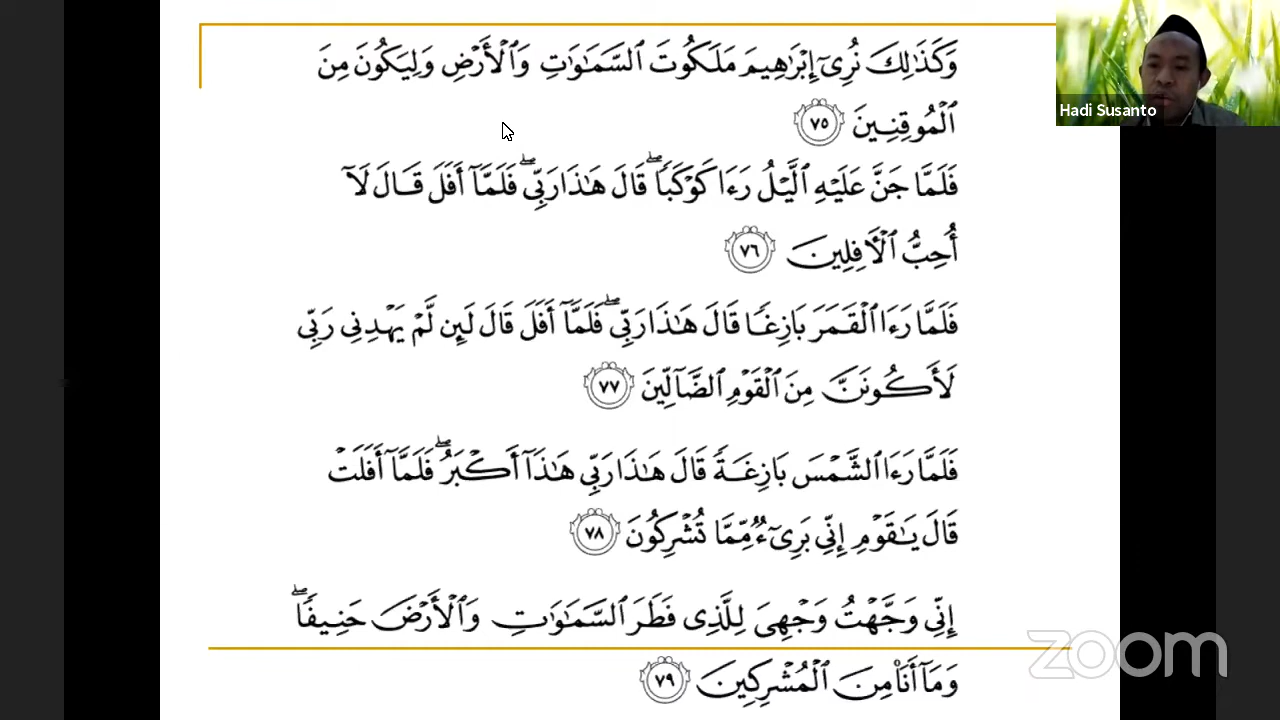 وَكَذَٰلِكَ نُرِىٓ إِبْرَٰهِيمَ مَلَكُوتَ ٱلسَّمَـٰوَٰتِ وَٱلْأَرْضِ وَلِيَكُونَ مِنَ
ٱلْمُوقِنِينَ ٧٥
فَلَمَّا جَنَّ عَلَيْهِ ٱلَّيْلُ رَءَا كَوْكَبًا ۖ قَالَ هَـٰذَا رَبِّى ۖ فَلَمَّآ أَفَلَ قَالَ لَآ
أُحِبُّ ٱلْـَٔافِلِينَ ٧٦
فَلَمَّا رَءَا ٱلْقَمَرَ بَازِغًا قَالَ هَـٰذَا رَبِّى ۖ فَلَمَّآ أَفَلَ قَالَ لَئِن لَّمْ يَهْدِنِى رَبِّى
لَأَكُونَنَّ مِنَ ٱلْقَوْمِ ٱلضَّآلِّينَ ٧٧
فَلَمَّا رَءَا ٱلشَّمْسَ بَازِغَةً قَالَ هَـٰذَا رَبِّى هَـٰذَآ أَكْبَرُ ۖ فَلَمَّآ أَفَلَتْ
قَالَ يَـٰقَوْمِ إِنِّى بَرِىٓءٌ مِّمَّا تُشْرِكُونَ ٧٨
إِنِّى وَجَّهْتُ وَجْهِىَ لِلَّذِى فَطَرَ ٱلسَّمَـٰوَٰتِ وَٱلْأَرْضَ حَنِيفًا ۖ
وَمَآ أَنَا۠ مِنَ ٱلْمُشْرِكِينَ ٧٩
Hadi Susanto
zoom